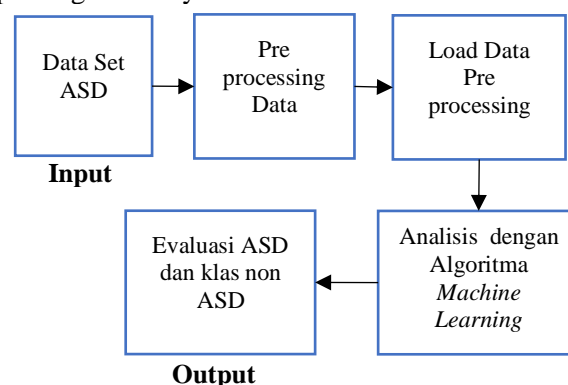 Data Set
ASD
Pre
processing
Data
Load Data
Pre
processing
Input
Analisis dengan
Algoritma
Machine
Learning
Evaluasi ASD
dan klas non
ASD
Output